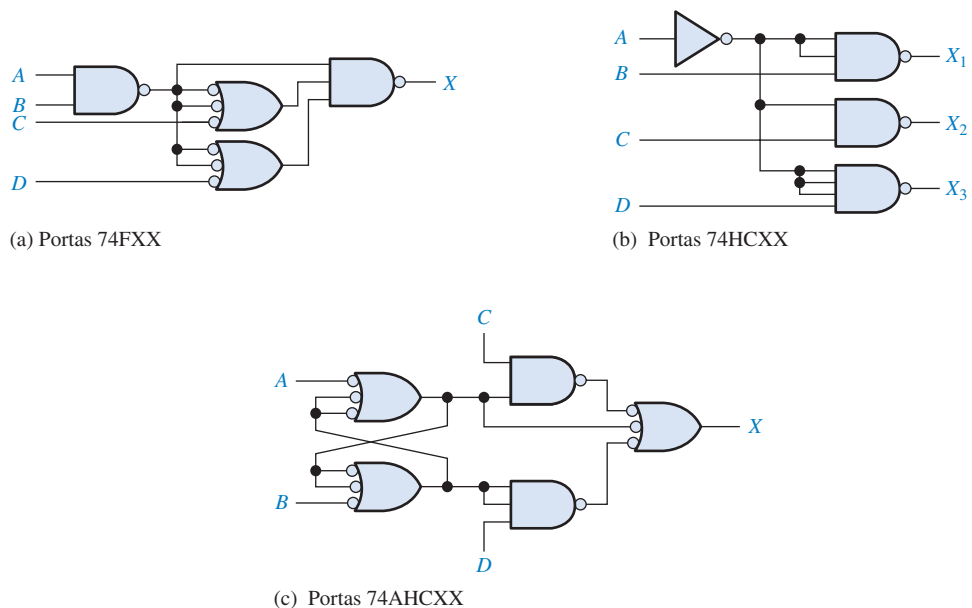 A
B
C
D
X
(a) Portas 74FXX
A
B
C
D
X1
X2
X3
(b) Portas 74HCXX
A
B
C
D
X
(c) Portas 74AHCXX